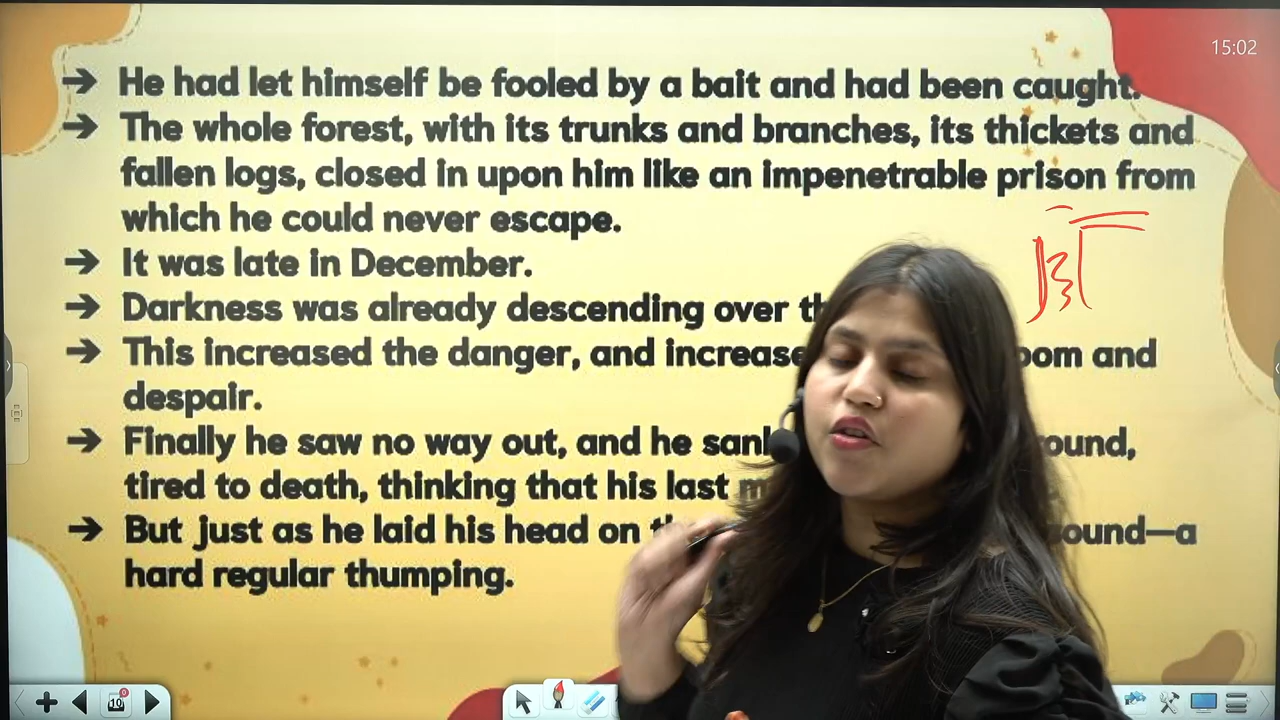 15:02
→ He had let himself be fooled by a bait and had been caught.
→ The whole forest, with its trunks and branches, its thickets and
fallen logs, closed in upon him like an impenetrable prison from
which he could never escape.
→ It was late in December.
→ Darkness was already descending over
→ This increased the danger, and and
despair.
→ Finally he saw no way out, and he
tired to death, thinking that his last
→ But just as he laid his head on sound—a
hard regular thumping.
10
0